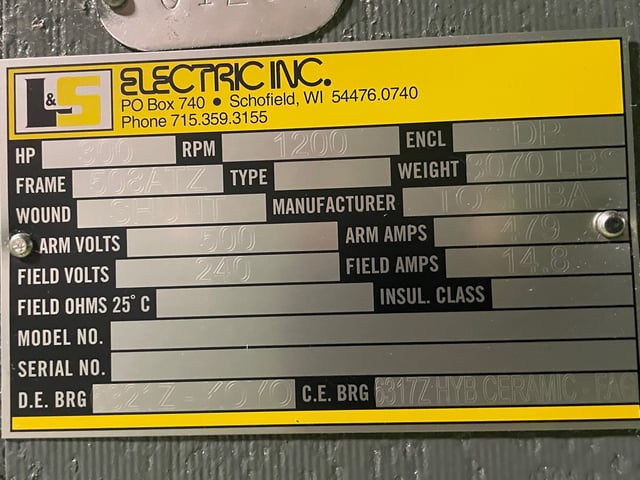 L&S ELECTRIC INC.
PO Box 740 • Schofield, WI 54476.0740
Phone 715.359.3155
HP 300 RPM 1200 ENCL DP
FRAME 508ATZ TYPE WEIGHT 3070 LBS
WOUND SHUNT MANUFACTURER TOSHIBA
ARM VOLTS 500 ARM AMPS 479
FIELD VOLTS 240 FIELD AMPS 14.8
FIELD OHMS 25° C INSUL. CLASS
MODEL NO.
SERIAL NO.
D.E. BRG KOYO C.E. BRG 6317Z HYB CERAMIC -